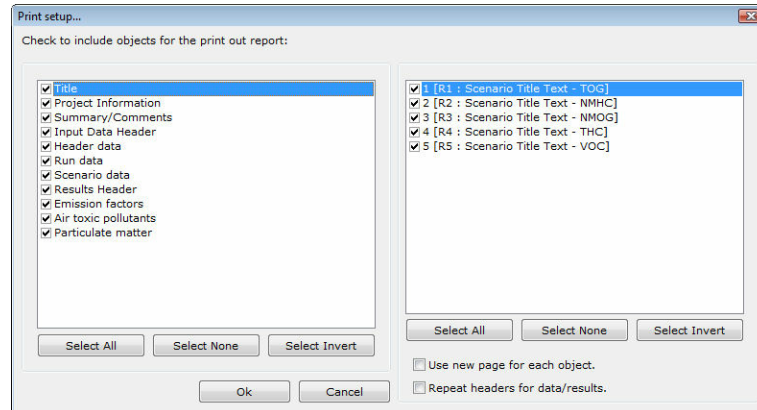 Print setup...
Check to include objects for the print out report:
Title
Project Information
Summary/Comments
Input Data Header
Header data
Run data
Scenario data
Results Header
Emission factors
Air toxic pollutants
Particulate matter
Select All
Select None
Select Invert
1 [R1 : Scenario Title Text - TOG]
2 [R2 : Scenario Title Text - NMHC]
3 [R3 : Scenario Title Text - NMOG]
4 [R4 : Scenario Title Text - THC]
5 [R5 : Scenario Title Text - VOC]
Select All
Select None
Select Invert
Use new page for each object.
Repeat headers for data/results.
Ok
Cancel